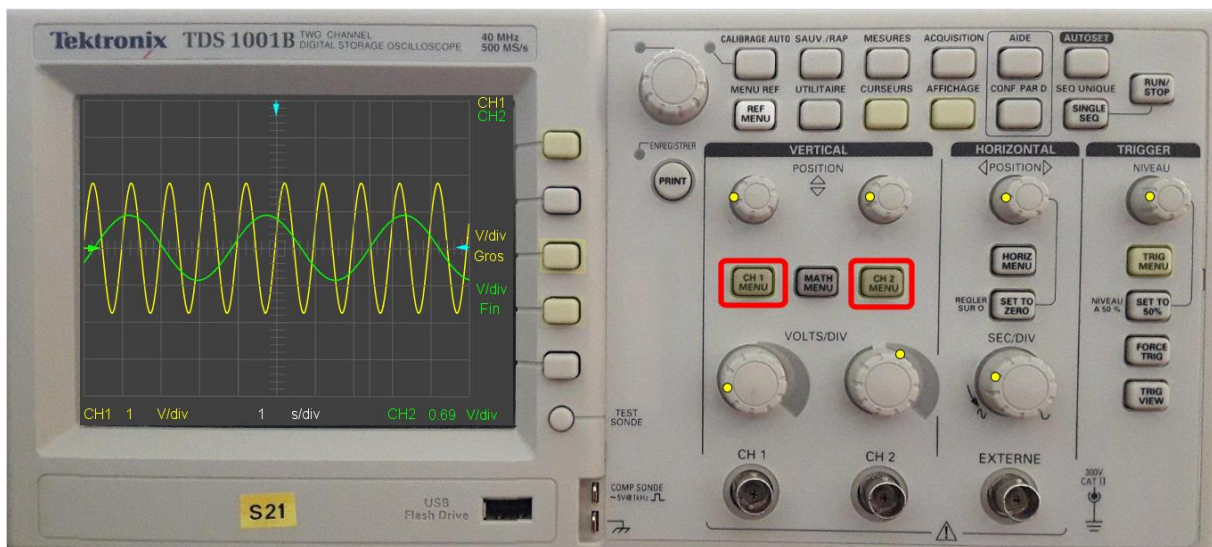 Tektronix TDS 1001B TWO CHANNEL DIGITAL STORAGE OSCILLOSCOPE 40 MHz 500 MS/s
CH1
CH2
V/div
Gros
V/div
Fin
CH1 1 V/div 1 s/div CH2 0.69 V/div
S21
USB
Flash Drive
TEST
SONDE
COMP SONDE
~5V@1kHz
CALIBRAGE AUTO SAUV./RAP MESURES ACQUISITION AIDE AUTOSET
MENU REF UTILITAIRE CURSEURS AFFICHAGE CONF. PAR D. SEQ UNIQUE
RUN/
STOP
REF
MENU
SINGLE
SEQ
ENREGISTRER
PRINT
VERTICAL HORIZONTAL TRIGGER
POSITION POSITION NIVEAU
CH 1
MENU
MATH
MENU
CH 2
MENU
HORIZ
MENU
TRIG
MENU
REGLER
SUR O
SET TO
ZERO
NIVEAU
A 50 %
SET TO
50%
VOLTS/DIV SEC/DIV
FORCE
TRIG
TRIG
VIEW
CH 1 CH 2 EXTERNE
300V
CAT II